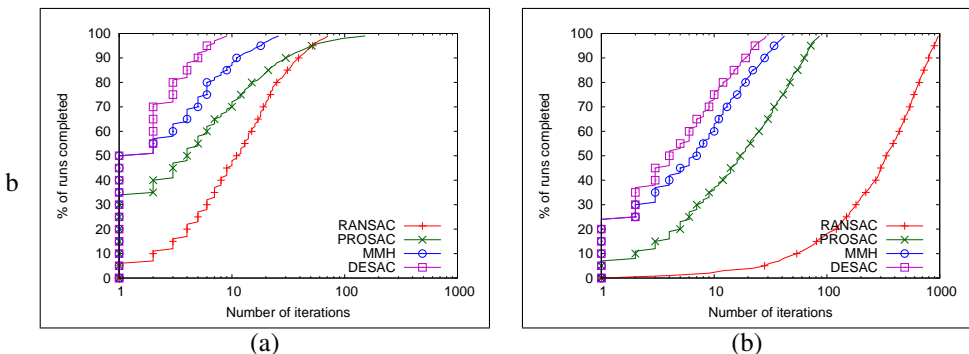 b
% of runs completed
100
90
80
70
60
50
40
30
20
10
0
RANSAC
PROSAC
MMH
DESAC
1 10 100 1000
Number of iterations
(a)
% of runs completed
100
90
80
70
60
50
40
30
20
10
0
RANSAC
PROSAC
MMH
DESAC
1 10 100 1000
Number of iterations
(b)